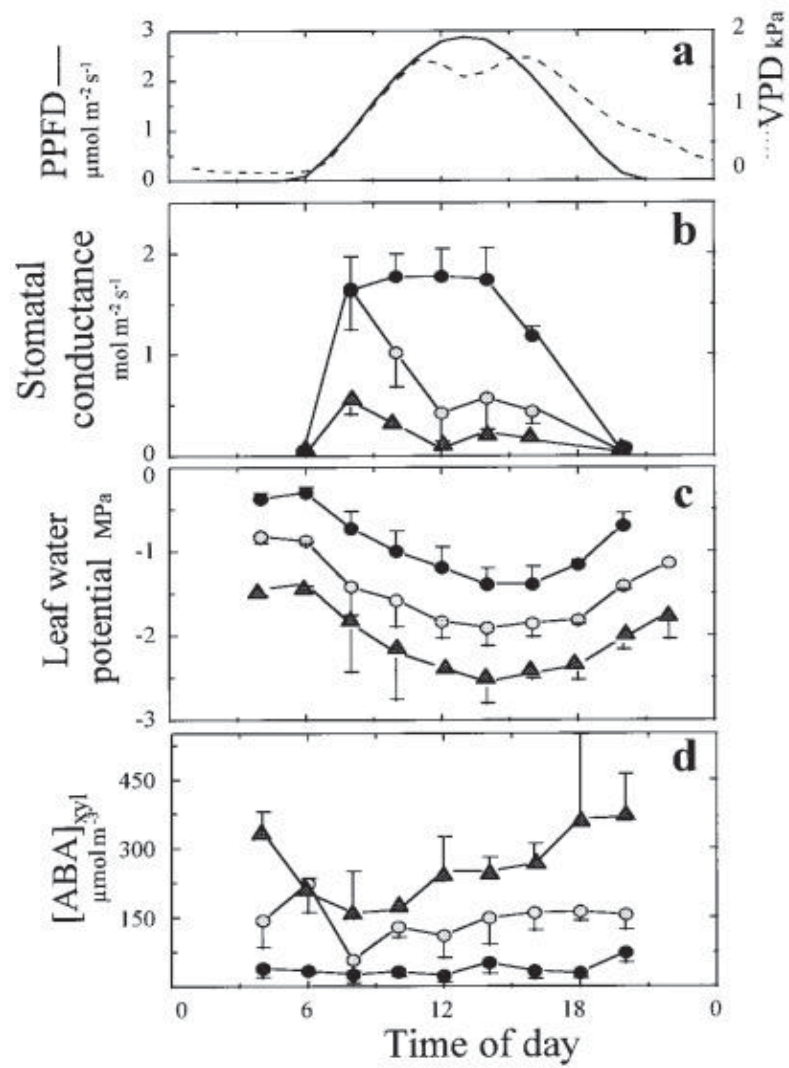 3
2
1
0
PPFD —
μmol m-2 s-1
a
2
1
0
VPD kPa
b
2
1
0
Stomatal
conductance
mol m-2 s-1
c
0
-1
-2
-3
Leaf water
potential MPa
d
450
300
150
[ABA]xyl
μmol m-3
0 6 12 18 0
Time of day